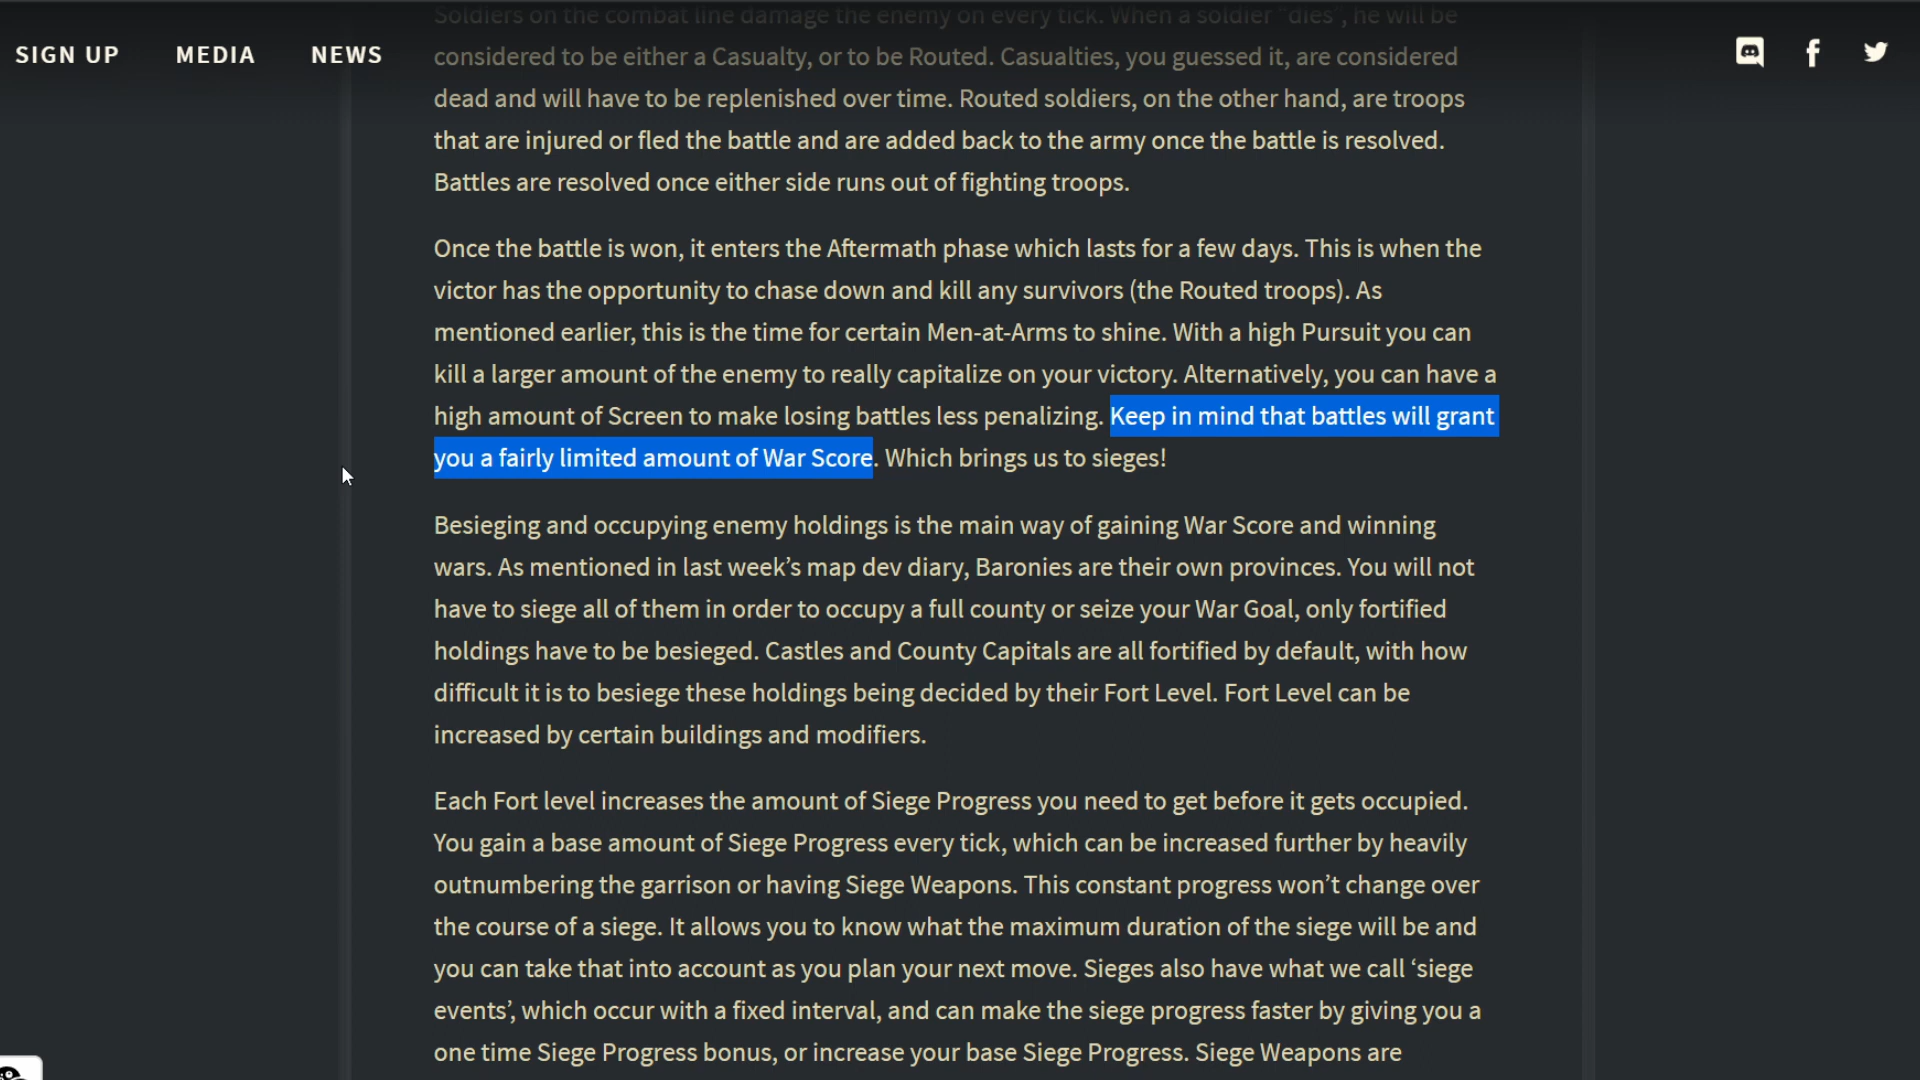 Soldiers on the combat line damage the enemy on every tick. When a soldier “dies”, he will be
SIGN UP MEDIA NEWS
considered to be either a Casualty, or to be Routed. Casualties, you guessed it, are considered
dead and will have to be replenished over time. Routed soldiers, on the other hand, are troops
that are injured or fled the battle and are added back to the army once the battle is resolved.
Battles are resolved once either side runs out of fighting troops.
Once the battle is won, it enters the Aftermath phase which lasts for a few days. This is when the
victor has the opportunity to chase down and kill any survivors (the Routed troops). As
mentioned earlier, this is the time for certain Men-at-Arms to shine. With a high Pursuit you can
kill a larger amount of the enemy to really capitalize on your victory. Alternatively, you can have a
high amount of Screen to make losing battles less penalizing. Keep in mind that battles will grant
you a fairly limited amount of War Score. Which brings us to sieges!
Besieging and occupying enemy holdings is the main way of gaining War Score and winning
wars. As mentioned in last week’s map dev diary, Baronies are their own provinces. You will not
have to siege all of them in order to occupy a full county or seize your War Goal, only fortified
holdings have to be besieged. Castles and County Capitals are all fortified by default, with how
difficult it is to besiege these holdings being decided by their Fort Level. Fort Level can be
increased by certain buildings and modifiers.
Each Fort level increases the amount of Siege Progress you need to get before it gets occupied.
You gain a base amount of Siege Progress every tick, which can be increased further by heavily
outnumbering the garrison or having Siege Weapons. This constant progress won’t change over
the course of a siege. It allows you to know what the maximum duration of the siege will be and
you can take that into account as you plan your next move. Sieges also have what we call ‘siege
events’, which occur with a fixed interval, and can make the siege progress faster by giving you a
one time Siege Progress bonus, or increase your base Siege Progress. Siege Weapons are